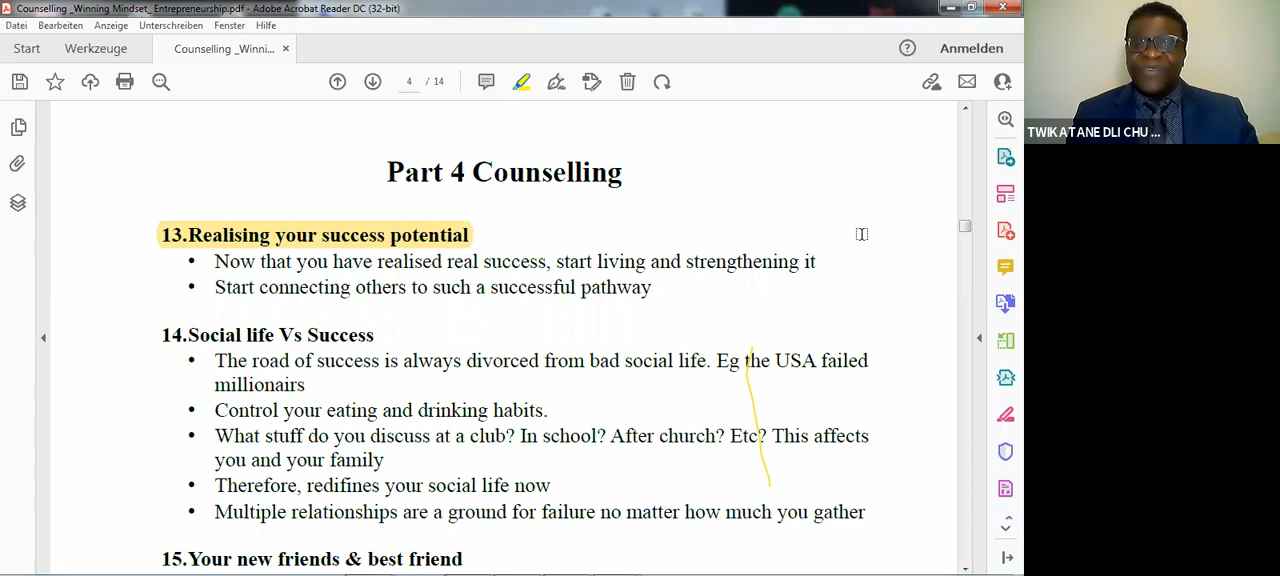 Counselling _Winning Mindset_ Entrepreneurship.pdf - Adobe Acrobat Reader DC (32-bit)
Datei Bearbeiten Anzeige Unterschreiben Fenster Hilfe
Start Werkzeuge Counselling _Winni... × Anmelden
4 / 14
TWIKATANE DLI CHU ...
Part 4 Counselling
13.Realising your success potential
• Now that you have realised real success, start living and strengthening it
• Start connecting others to such a successful pathway
14.Social life Vs Success
• The road of success is always divorced from bad social life. Eg the USA failed
millionairs
• Control your eating and drinking habits.
• What stuff do you discuss at a club? In school? After church? Etc? This affects
you and your family
• Therefore, redifines your social life now
• Multiple relationships are a ground for failure no matter how much you gather
15.Your new friends & best friend